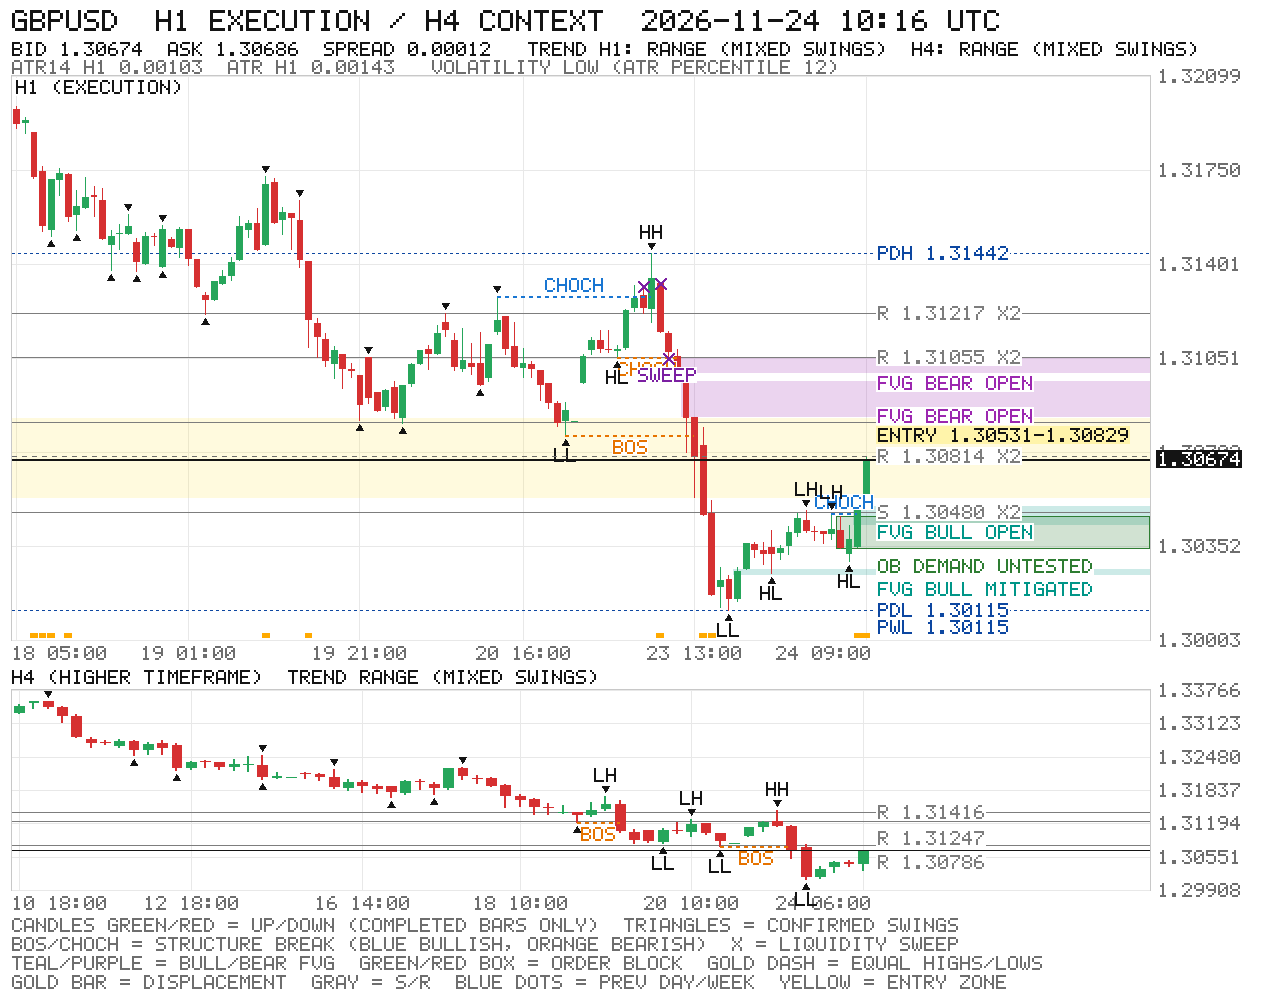 GBPUSD  H1 EXECUTION / H4 CONTEXT  2026-11-24 10:16 UTC
BID 1.30674  ASK 1.30686  SPREAD 0.00012  TREND H1: RANGE (MIXED SWINGS)  H4: RANGE (MIXED SWINGS)
ATR14 H1 0.00103  ATR H1 0.00143  VOLATILITY LOW (ATR PERCENTILE 12)
1.32099
H1 (EXECUTION)
1.31750
HH
PDH 1.31442
1.31401
CHOCH
R 1.31217 X2
R 1.31055 X2
1.31051
HL
SWEEP
FVG BEAR OPEN
FVG BEAR OPEN
ENTRY 1.30531-1.30829
BOS
LL
R 1.30814 X2
1.30674
LH
LH
CHOCH
S 1.30480 X2
FVG BULL OPEN
1.30352
OB DEMAND UNTESTED
HL
HL
FVG BULL MITIGATED
PDL 1.30115
LL
PWL 1.30115
1.30003
18 05:00  19 01:00  19 21:00  20 16:00  23 13:00  24 09:00
H4 (HIGHER TIMEFRAME)  TREND RANGE (MIXED SWINGS)
1.33766
1.33123
1.32480
LH
HH
1.31837
LH
R 1.31416
1.31194
BOS
R 1.31247
BOS
1.30551
LL
LL
R 1.30786
1.29908
LL
10 18:00  12 18:00  16 14:00  18 10:00  20 10:00  24 06:00
CANDLES GREEN/RED = UP/DOWN (COMPLETED BARS ONLY)  TRIANGLES = CONFIRMED SWINGS
BOS/CHOCH = STRUCTURE BREAK (BLUE BULLISH, ORANGE BEARISH)  X = LIQUIDITY SWEEP
TEAL/PURPLE = BULL/BEAR FVG  GREEN/RED BOX = ORDER BLOCK  GOLD DASH = EQUAL HIGHS/LOWS
GOLD BAR = DISPLACEMENT  GRAY = S/R  BLUE DOTS = PREV DAY/WEEK  YELLOW = ENTRY ZONE